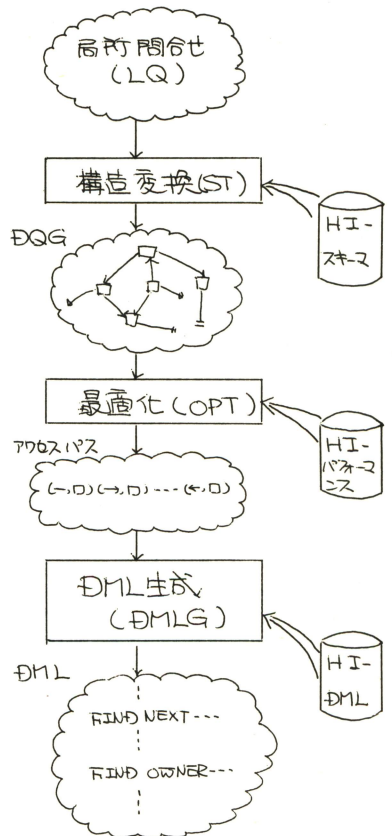 局所問合せ
(LQ)
構造変換(ST)
HI-
スキーマ
DQG
最適化(OPT)
HI-
パフォーマ
ンス
アクセスパス
(−,□)(→,□)----(←,□)
DML生成
(DMLG)
HI-
DML
DML
FIND NEXT---
FIND OWNER---